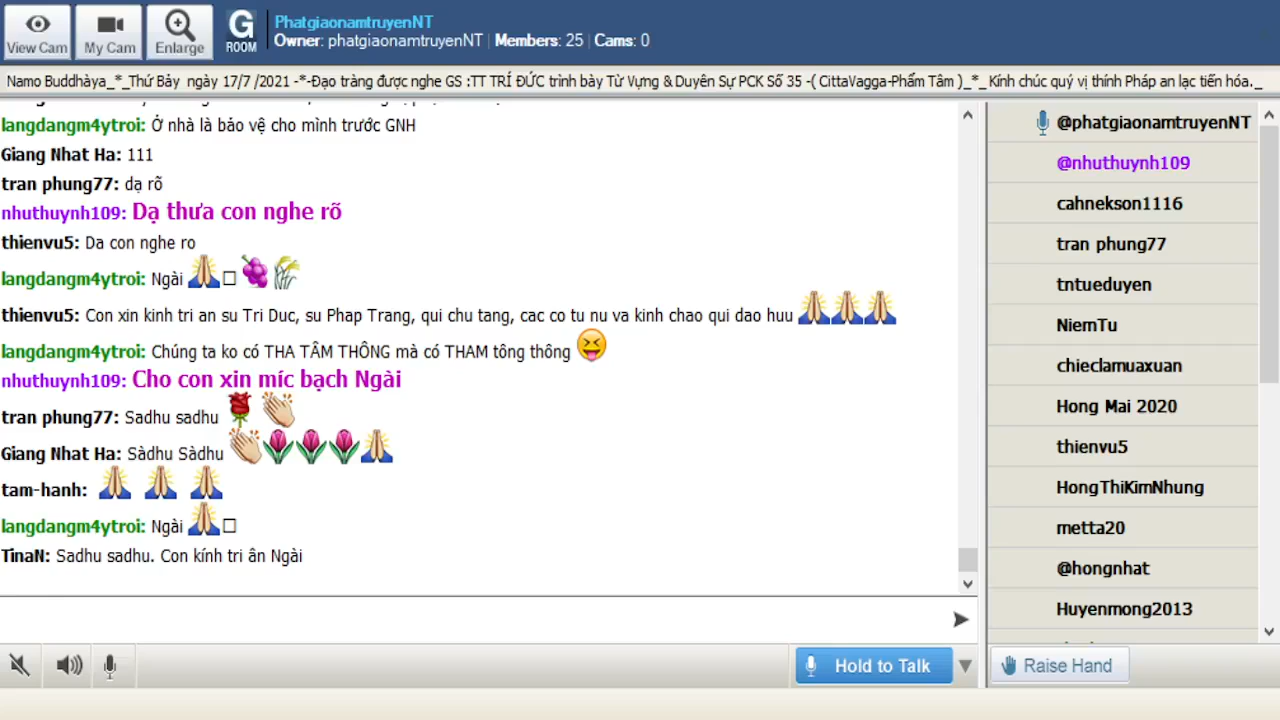 View Cam
My Cam
Enlarge
G
ROOM
PhatgiaonamtruyenNT
Owner: phatgiaonamtruyenNT | Members: 25 | Cams: 0
Namo Buddhàya_*_Thứ Bảy ngày 17/7 /2021 -*-Đạo tràng được nghe GS :TT TRÍ ĐỨC trình bày Từ Vựng & Duyên Sự PCK Số 35 -( CittaVagga-Phẩm Tâm )_*_ Kính chúc quý vị thính Pháp an lạc tiến hóa._
langdangm4ytroi: Ở nhà là bảo vệ cho mình trước GNH
Giang Nhat Ha: 111
tran phung77: dạ rõ
nhuthuynh109: Dạ thưa con nghe rõ
thienvu5: Da con nghe ro
langdangm4ytroi: Ngài 🙏□🍇🌾
thienvu5: Con xin kinh tri an su Tri Duc, su Phap Trang, qui chu tang, cac co tu nu va kinh chao qui dao huu 🙏🙏🙏
langdangm4ytroi: Chúng ta ko có THA TÂM THÔNG mà có THAM tông thông 😝
nhuthuynh109: Cho con xin míc bạch Ngài
tran phung77: Sadhu sadhu 🌹👏
Giang Nhat Ha: Sàdhu Sàdhu 👏🌷🌷🌷🙏
tam-hanh: 🙏 🙏 🙏
langdangm4ytroi: Ngài 🙏□
TinaN: Sadhu sadhu. Con kính tri ân Ngài
Hold to Talk
@phatgiaonamtruyenNT
@nhuthuynh109
cahnekson1116
tran phung77
tntueduyen
NiemTu
chieclamuaxuan
Hong Mai 2020
thienvu5
HongThiKimNhung
metta20
@hongnhat
Huyenmong2013
Raise Hand